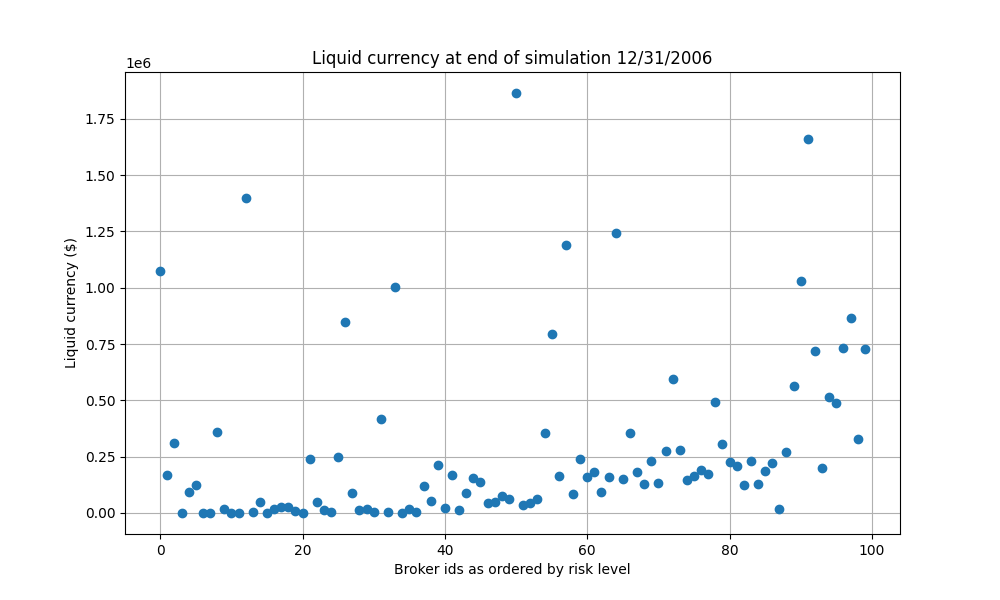 Liquid currency at end of simulation 12/31/2006
1e6
1.75
1.50
1.25
1.00
0.75
0.50
0.25
0.00
Liquid currency ($)
0 20 40 60 80 100
Broker ids as ordered by risk level